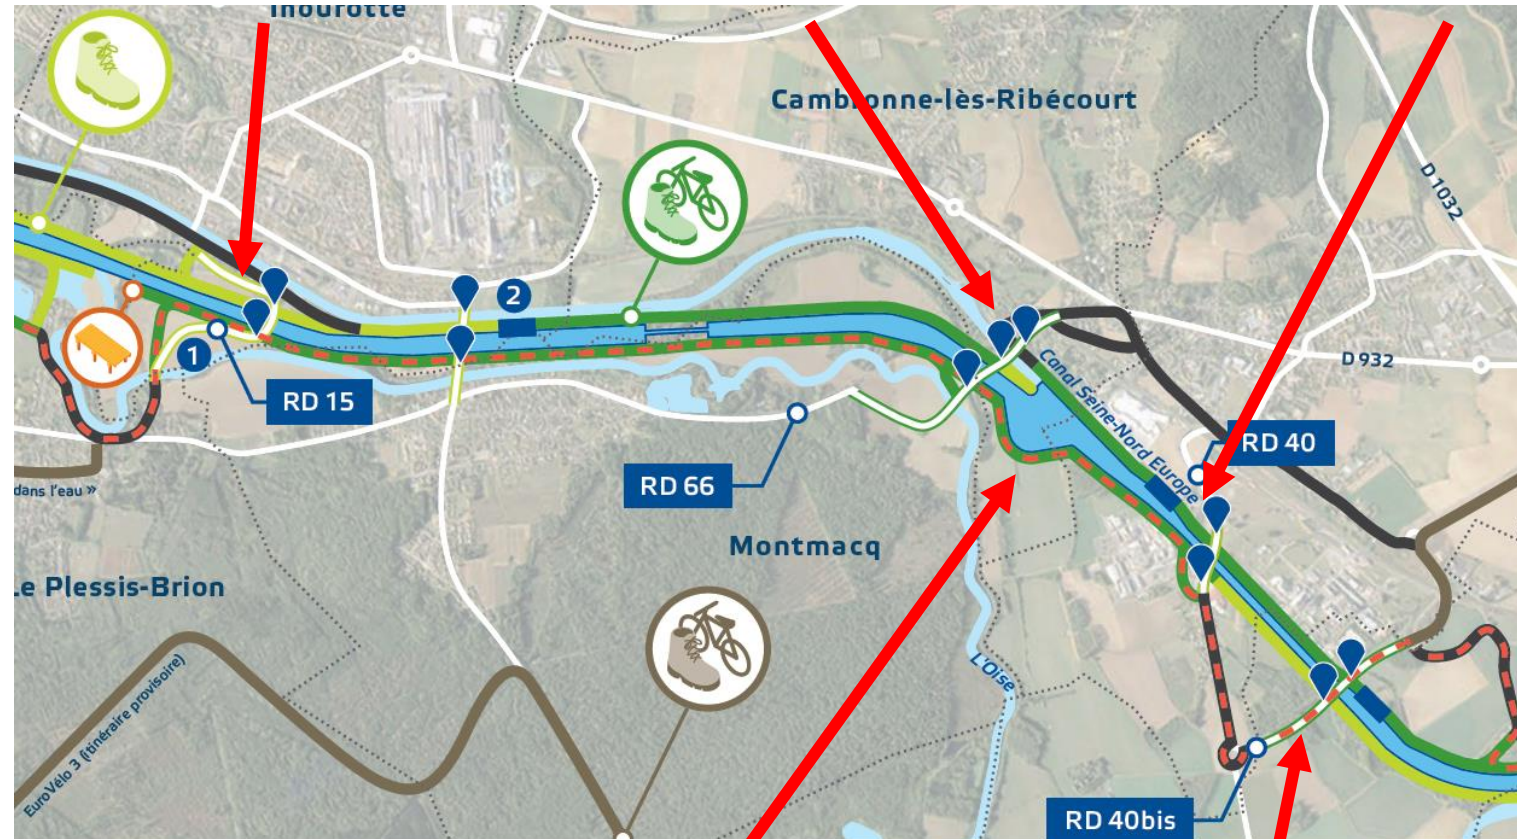 Thourotte
Cambronne-lès-Ribécourt
D 1032
2
1
RD 15
D 932
Canal Seine-Nord Europe
RD 40
dans l'eau »
RD 66
Montmacq
Le Plessis-Brion
L'Oise
EuroVélo 3 (itinéraire provisoire)
RD 40bis